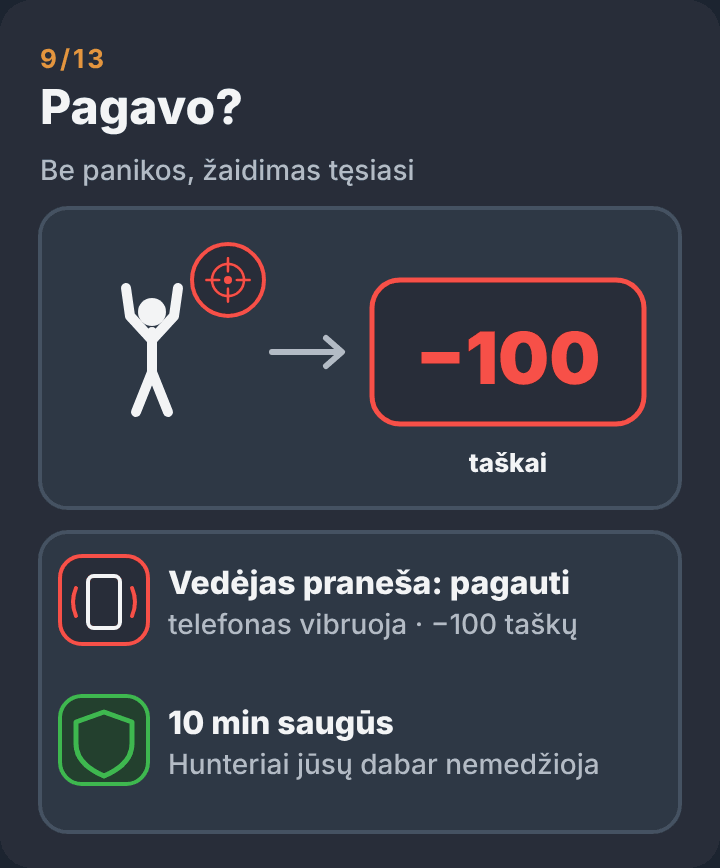 9/13
Pagavo?
Be panikos, žaidimas tęsiasi
−100
taškai
Vedėjas praneša: pagauti
telefonas vibruoja · −100 taškų
10 min saugūs
Hunteriai jūsų dabar nemedžioja